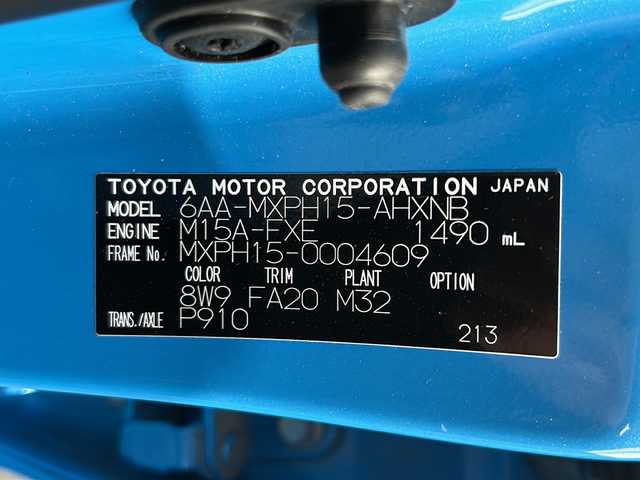 TOYOTA MOTOR CORPORATION JAPAN
MODEL 6AA-MXPH15-AHXNB
ENGINE M15A-FXE 1490 mL
FRAME No. MXPH15-0004609
COLOR TRIM PLANT OPTION
8W9 FA20 M32
TRANS./AXLE P910
213